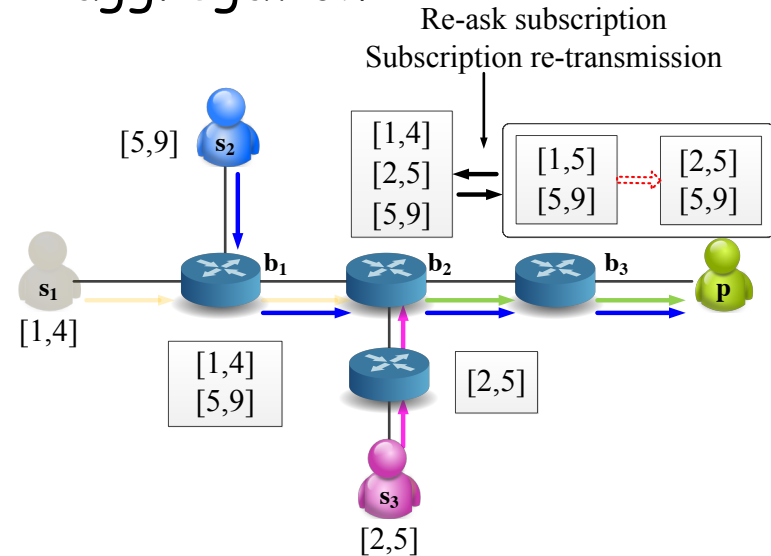 Re-ask subscription
Subscription re-transmission
[5,9]
s2
[1,4]
[2,5]
[5,9]
[1,5]
[5,9]
[2,5]
[5,9]
s1
b1
b2
b3
p
[1,4]
[1,4]
[5,9]
[2,5]
s3
[2,5]